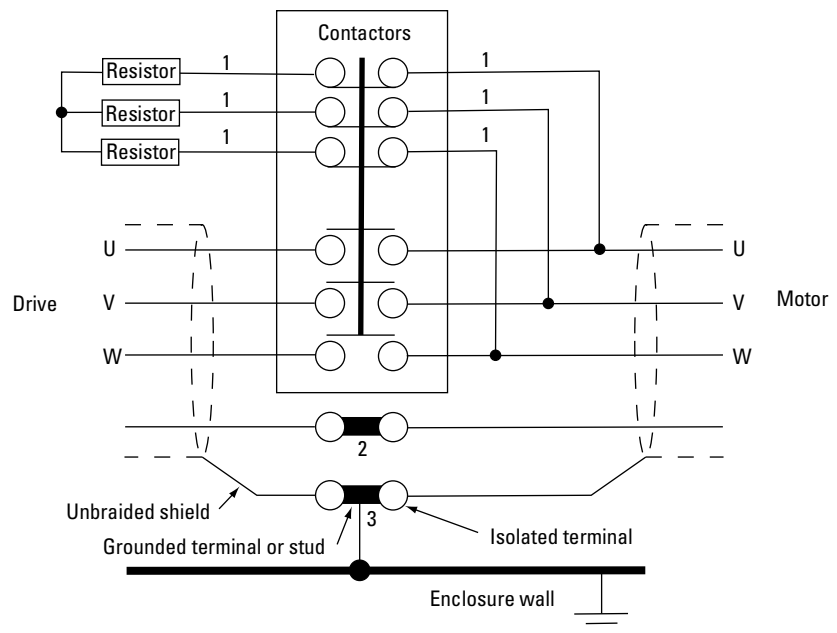 Contactors
Resistor 1 1
Resistor 1 1
Resistor 1 1
U U
Drive V V Motor
W W
2
Unbraided shield
3
Grounded terminal or stud
Isolated terminal
Enclosure wall